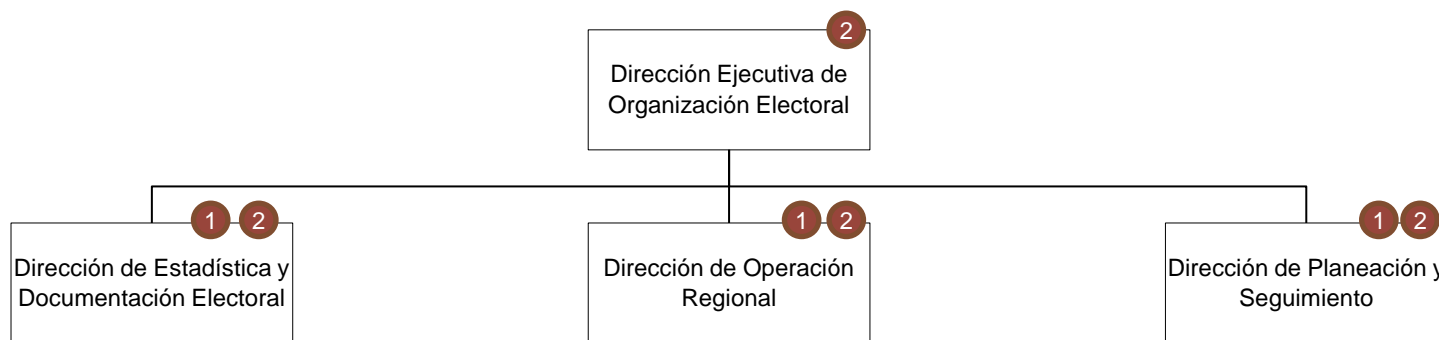 2
Dirección Ejecutiva de
Organización Electoral
1 2
Dirección de Estadística y
Documentación Electoral
1 2
Dirección de Operación
Regional
1 2
Dirección de Planeación y
Seguimiento